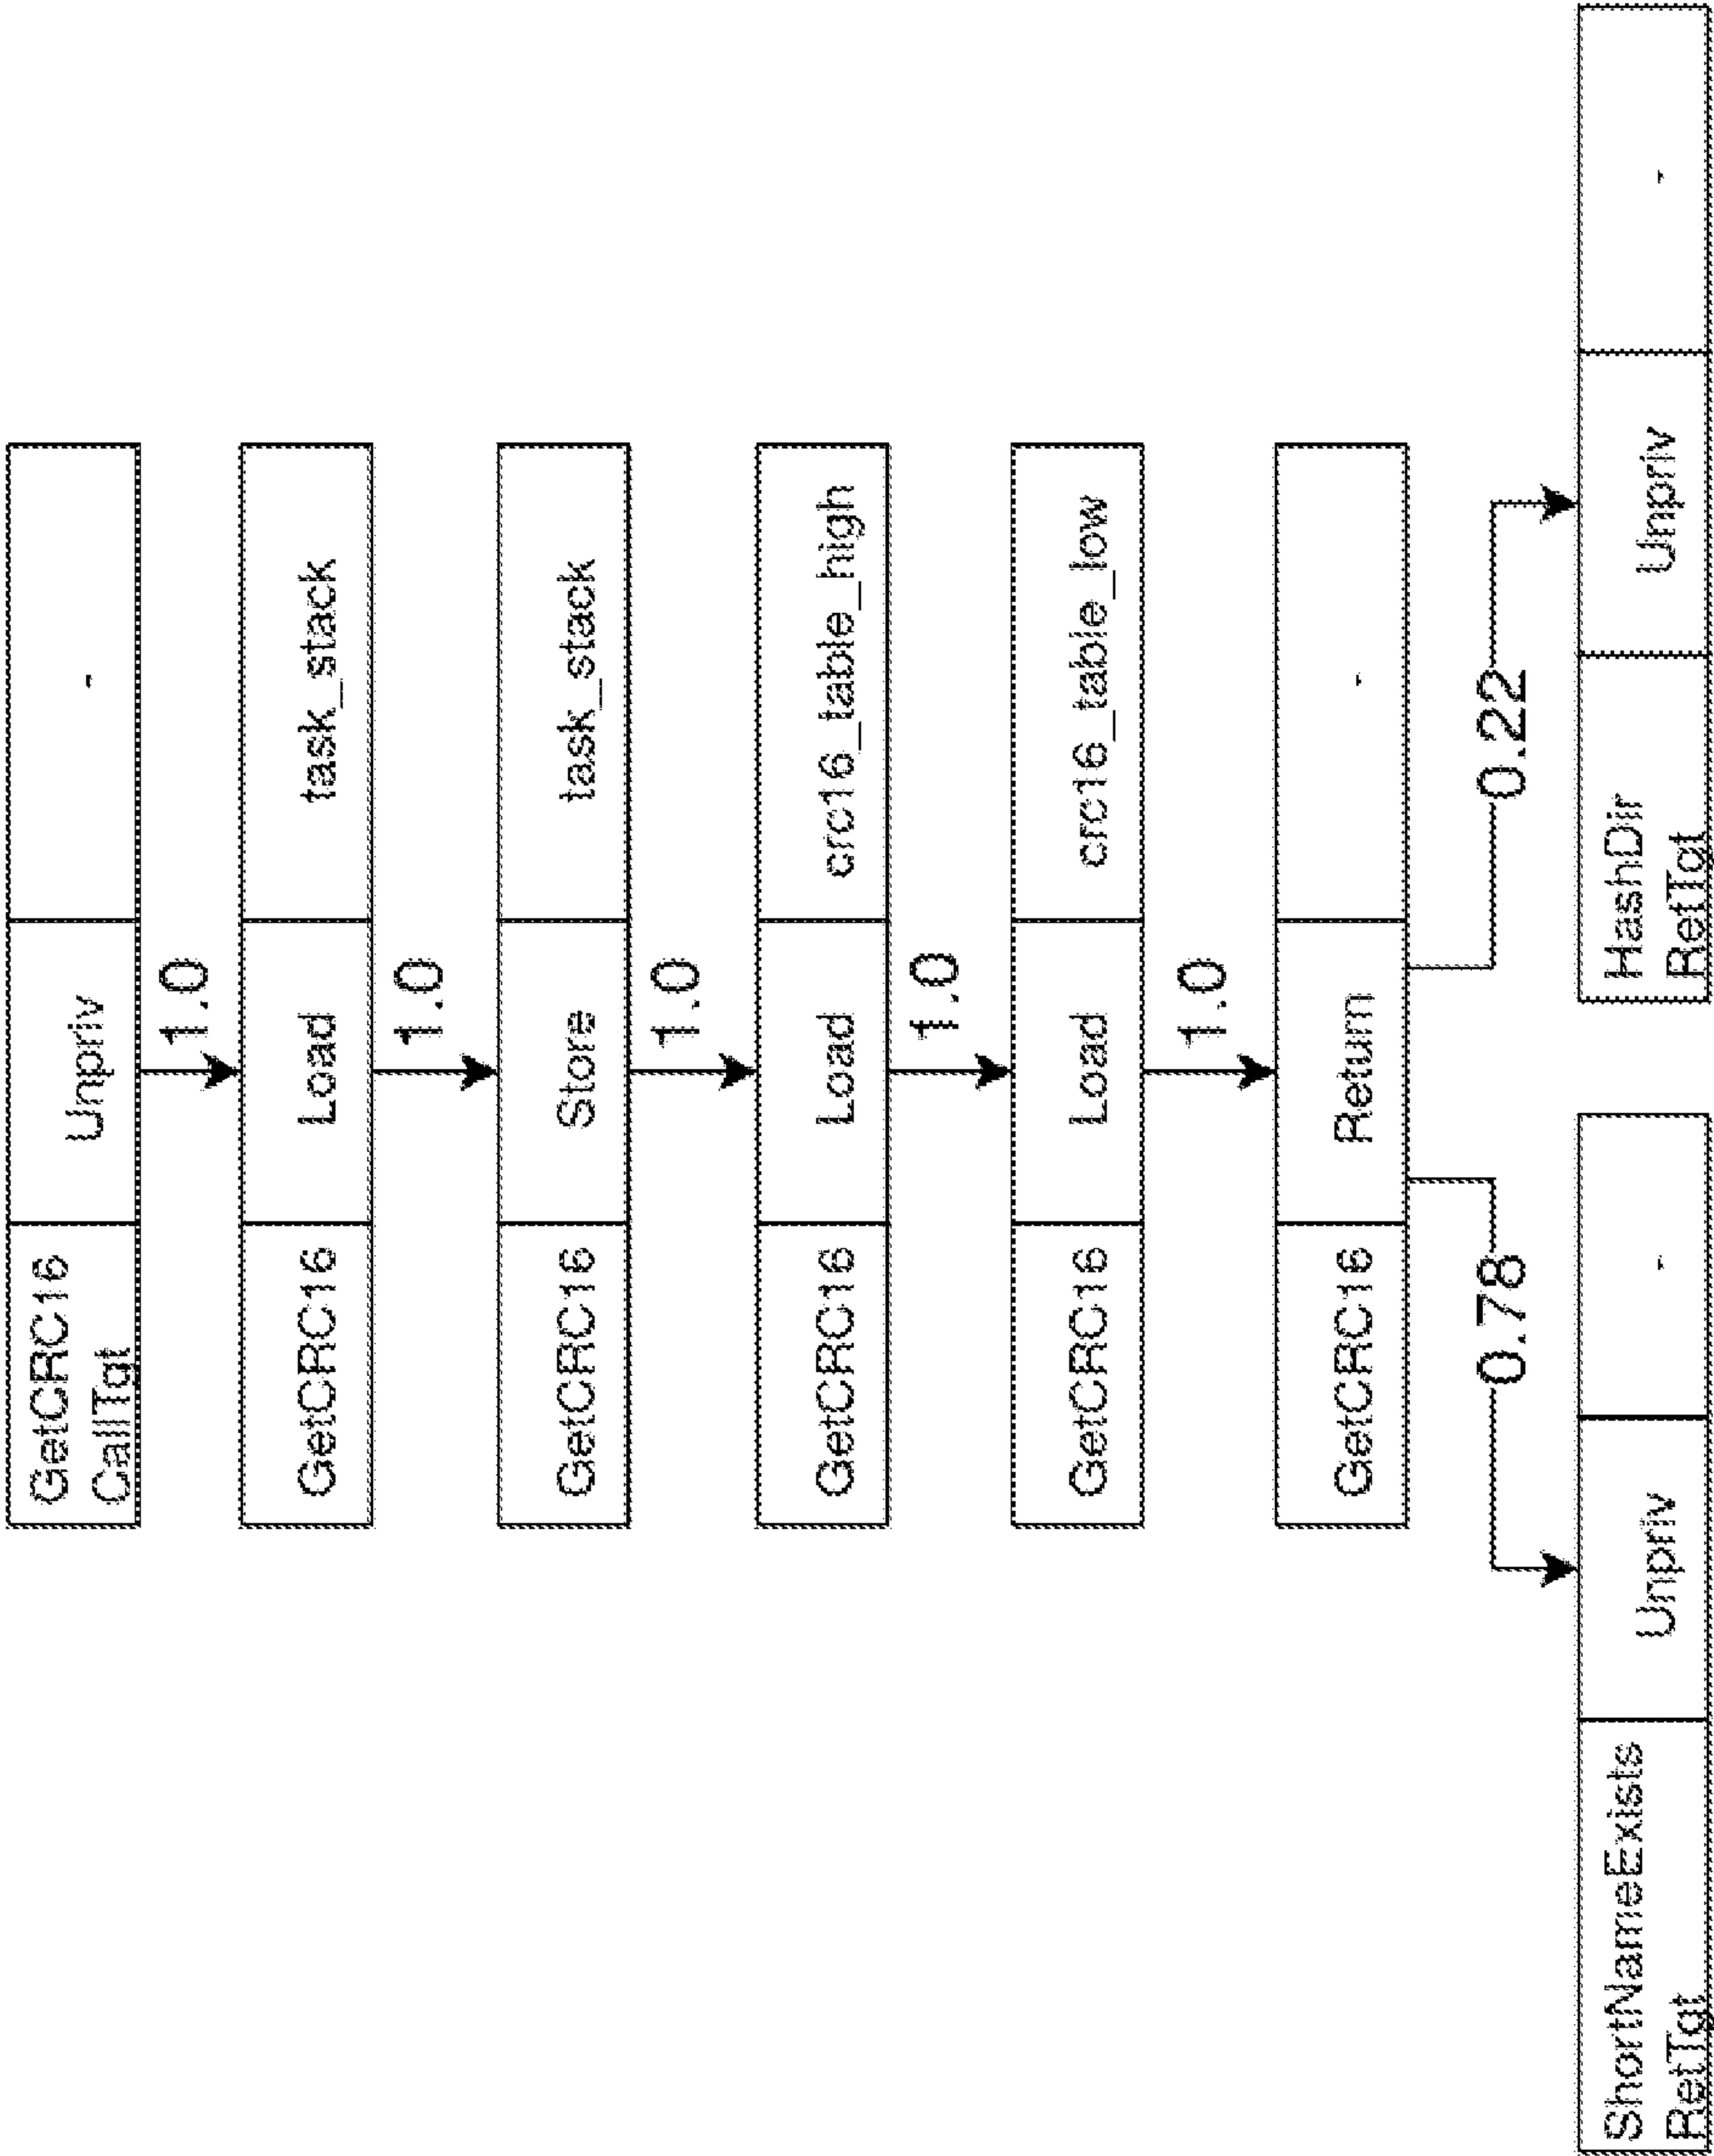 GetCRC16
CallTgt
Unpriv
-
1.0
GetCRC16
Load
task_stack
1.0
GetCRC16
Store
task_stack
1.0
GetCRC16
Load
crc16_table_high
1.0
GetCRC16
Load
crc16_table_low
1.0
GetCRC16
Return
-
0.78
0.22
ShortNameExists
RetTgt
Unpriv
-
HashDir
RetTgt
Unpriv
-